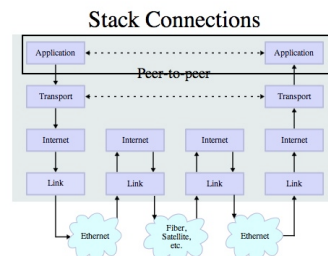 Stack Connections
Application Application
Peer-to-peer
Transport Transport
Internet Internet Internet Internet
Link Link Link Link
Ethernet Fiber, Satellite, etc. Ethernet